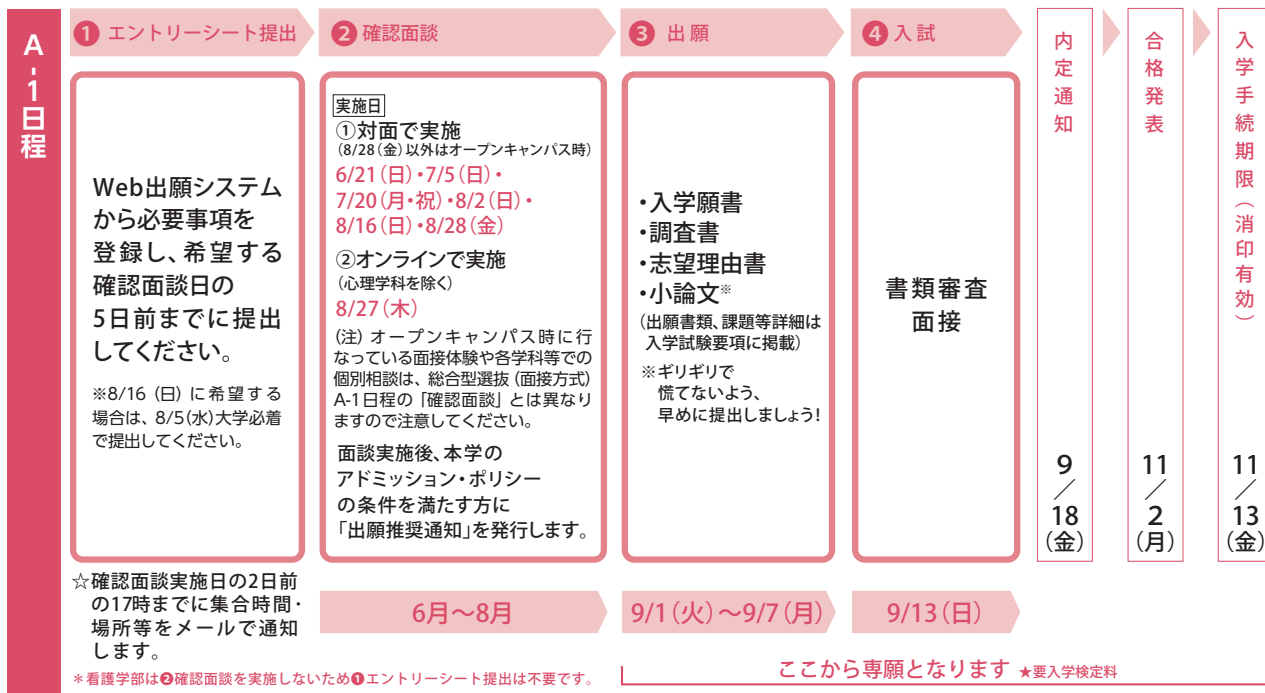 A-1日程
❶ エントリーシート提出
Web出願システム
から必要事項を
登録し、希望する
確認面談日の
5日前までに提出
してください。
※8/16 (日) に希望する
場合は、8/5(水)大学必着
で提出してください。
☆確認面談実施日の2日前
の17時までに集合時間・
場所等をメールで通知
します。
❷ 確認面談
実施日
①対面で実施
(8/28(金)以外はオープンキャンパス時)
6/21(日)・7/5(日)・
7/20(月・祝)・8/2(日)・
8/16(日)・8/28(金)
②オンラインで実施
(心理学科を除く)
8/27(木)
(注) オープンキャンパス時に行
なっている面接体験や各学科等での
個別相談は、総合型選抜 (面接方式)
A-1日程の「確認面談」とは異なり
ますので注意してください。
面談実施後、本学の
アドミッション・ポリシー
の条件を満たす方に
「出願推奨通知」を発行します。
6月〜8月
❸ 出願
・入学願書
・調査書
・志望理由書
・小論文※
(出願書類、課題等詳細は
入学試験要項に掲載)
※ギリギリで
慌てないよう、
早めに提出しましょう!
9/1(火)〜9/7(月)
❹ 入試
書類審査
面接
9/13(日)
内定通知
9/18(金)
合格発表
11/2(月)
入学手続期限(消印有効)
11/13(金)
*看護学部は❷確認面談を実施しないため❶エントリーシート提出は不要です。
ここから専願となります ★要入学検定料